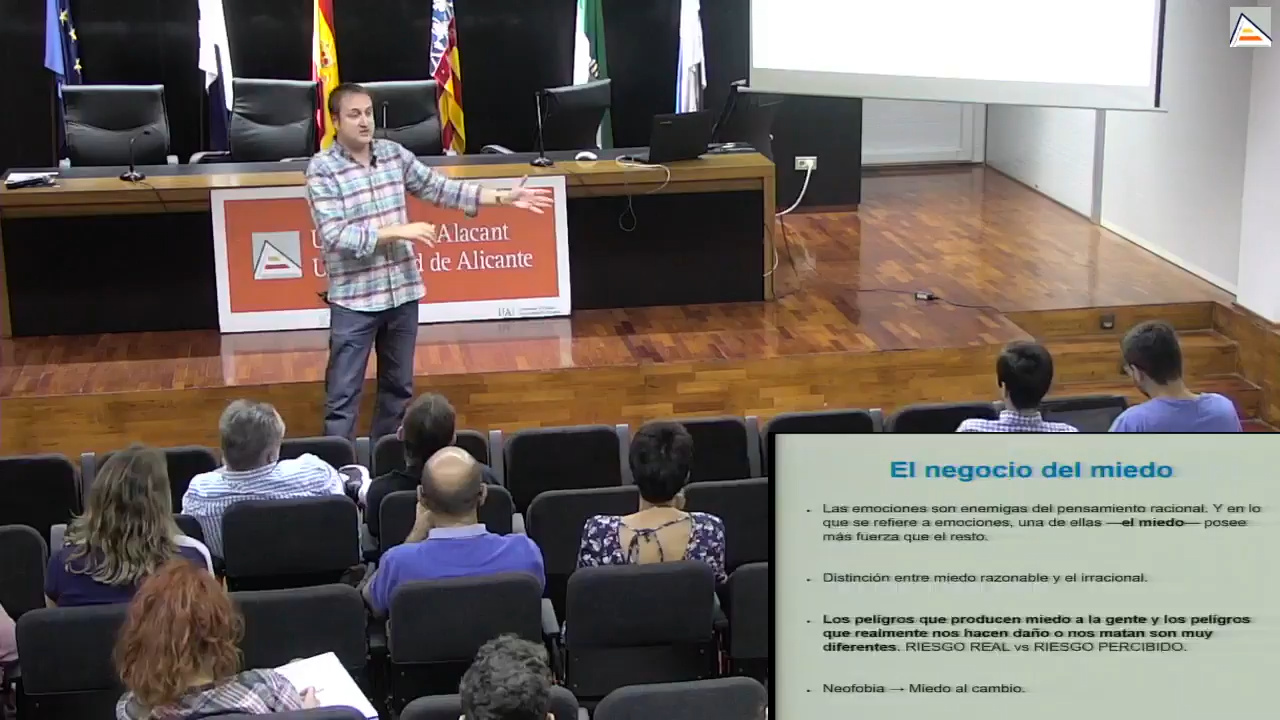 Alacant
d de Alicante
El negocio del miedo
. Las emociones son enemigas del pensamiento racional. Y en lo
que se refiere a emociones, una de ellas —el miedo— posee
más fuerza que el resto.
. Distinción entre miedo razonable y el irracional.
. Los peligros que producen miedo a la gente y los peligros
que realmente nos hacen daño o nos matan son muy
diferentes. RIESGO REAL vs RIESGO PERCIBIDO.
. Neofobia → Miedo al cambio.